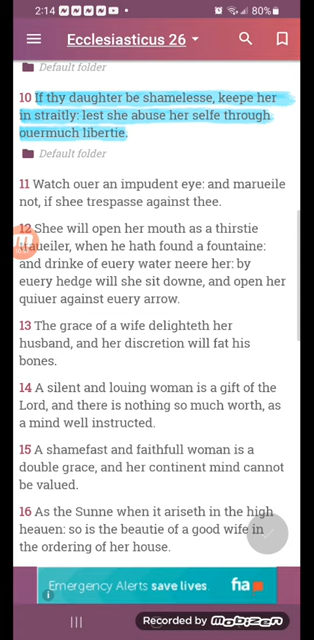 2:14
80%
Ecclesiasticus 26
Default folder
10 If thy daughter be shamelesse, keepe her
in straitly: lest she abuse her selfe through
ouermuch libertie.
Default folder
11 Watch ouer an impudent eye: and marueile
not, if shee trespasse against thee.
12 Shee will open her mouth as a thirstie
traueiler, when he hath found a fountaine:
and drinke of euery water neere her: by
euery hedge will she sit downe, and open her
quiuer against euery arrow.
13 The grace of a wife delighteth her
husband, and her discretion will fat his
bones.
14 A silent and louing woman is a gift of the
Lord, and there is nothing so much worth, as
a mind well instructed.
15 A shamefast and faithfull woman is a
double grace, and her continent mind cannot
be valued.
16 As the Sunne when it ariseth in the high
heauen: so is the beautie of a good wife in
the ordering of her house.
Emergency Alerts save lives.
fia
Recorded by Mobizen